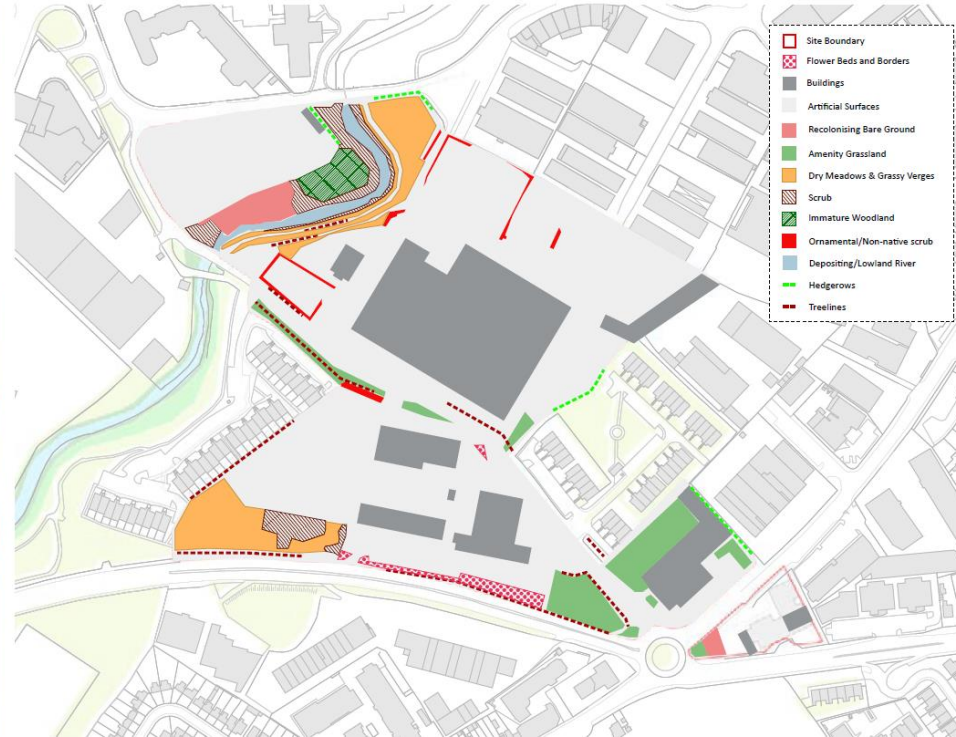 Site Boundary
Flower Beds and Borders
Buildings
Artificial Surfaces
Recolonising Bare Ground
Amenity Grassland
Dry Meadows & Grassy Verges
Scrub
Immature Woodland
Ornamental/Non-native scrub
Depositing/Lowland River
Hedgerows
Treelines